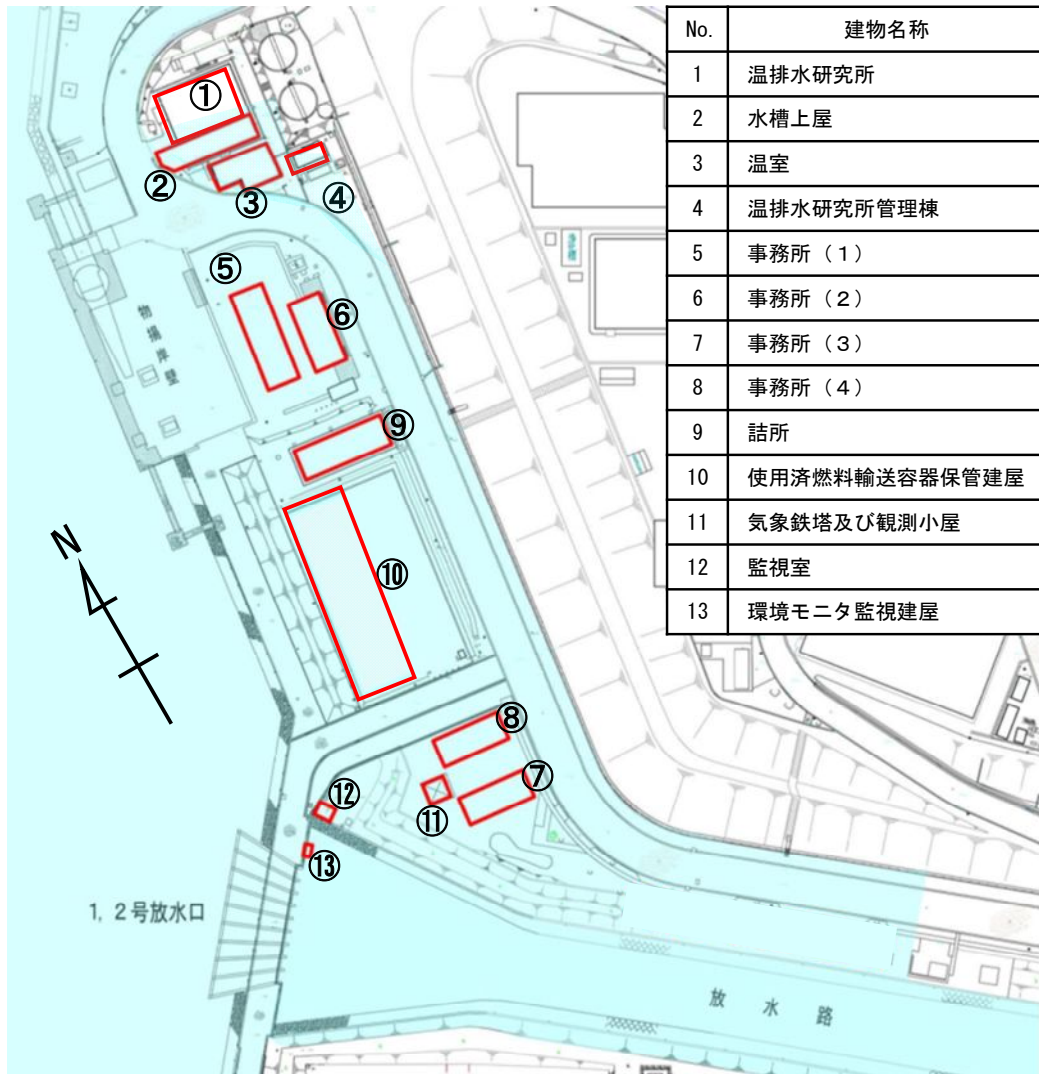 No. 建物名称
1 温排水研究所
2 水槽上屋
3 温室
4 温排水研究所管理棟
5 事務所（１）
6 事務所（２）
7 事務所（３）
8 事務所（４）
9 詰所
10 使用済燃料輸送容器保管建屋
11 気象鉄塔及び観測小屋
12 監視室
13 環境モニタ監視建屋
①
②
③
④
⑤
⑥
物揚岸壁
⑨
N
⑩
⑧
⑦
⑫
⑪
⑬
1, 2号放水口
放水路